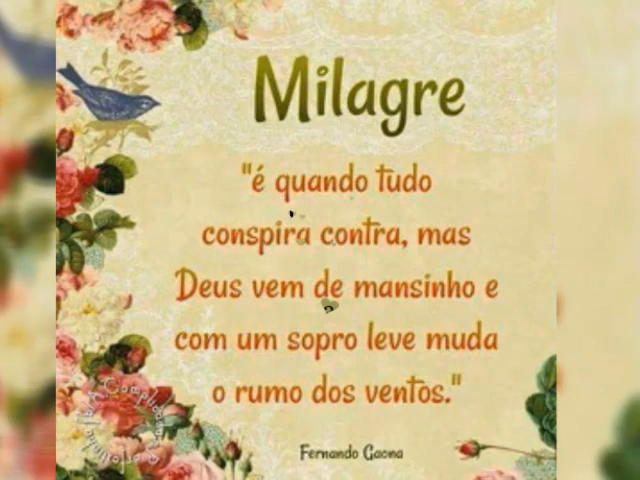 Milagre
"é quando tudo
conspira contra, mas
Deus vem de mansinho e
com um sopro leve muda
o rumo dos ventos."
Fernando Gaona